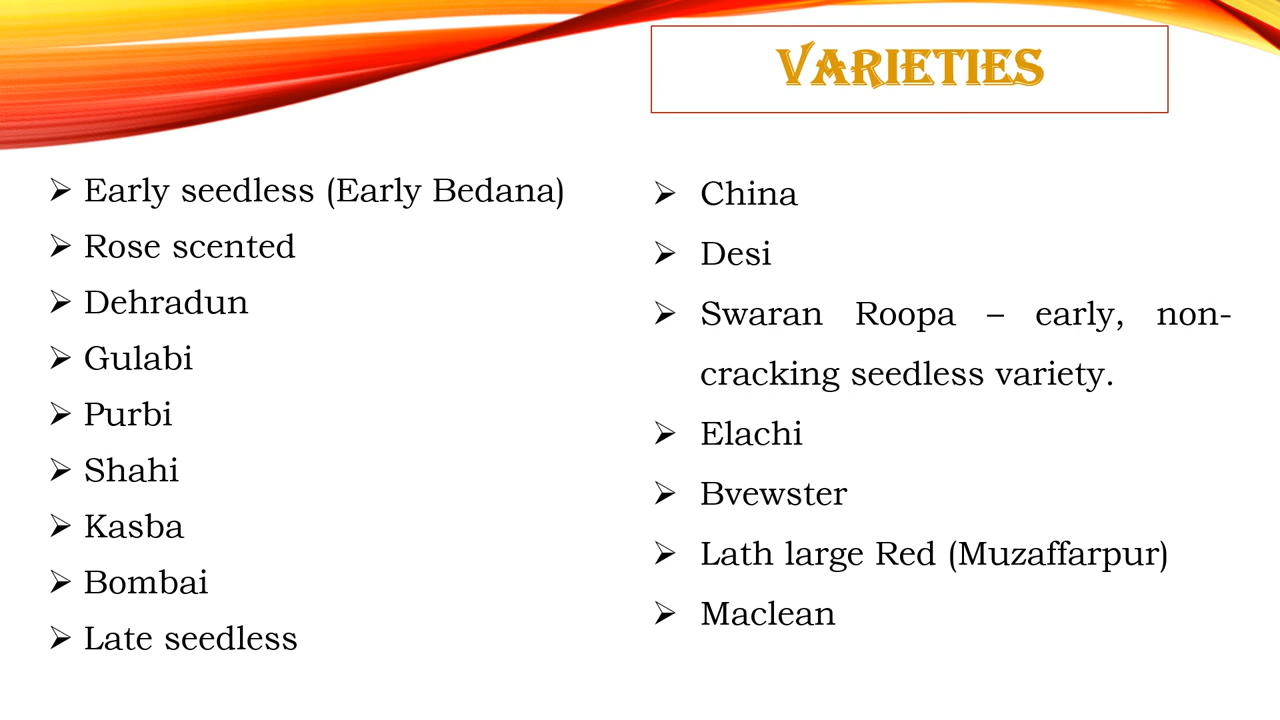 VARIETIES
➢ Early seedless (Early Bedana)
➢ Rose scented
➢ Dehradun
➢ Gulabi
➢ Purbi
➢ Shahi
➢ Kasba
➢ Bombai
➢ Late seedless
➢ China
➢ Desi
➢ Swaran Roopa – early, non-
cracking seedless variety.
➢ Elachi
➢ Bvewster
➢ Lath large Red (Muzaffarpur)
➢ Maclean